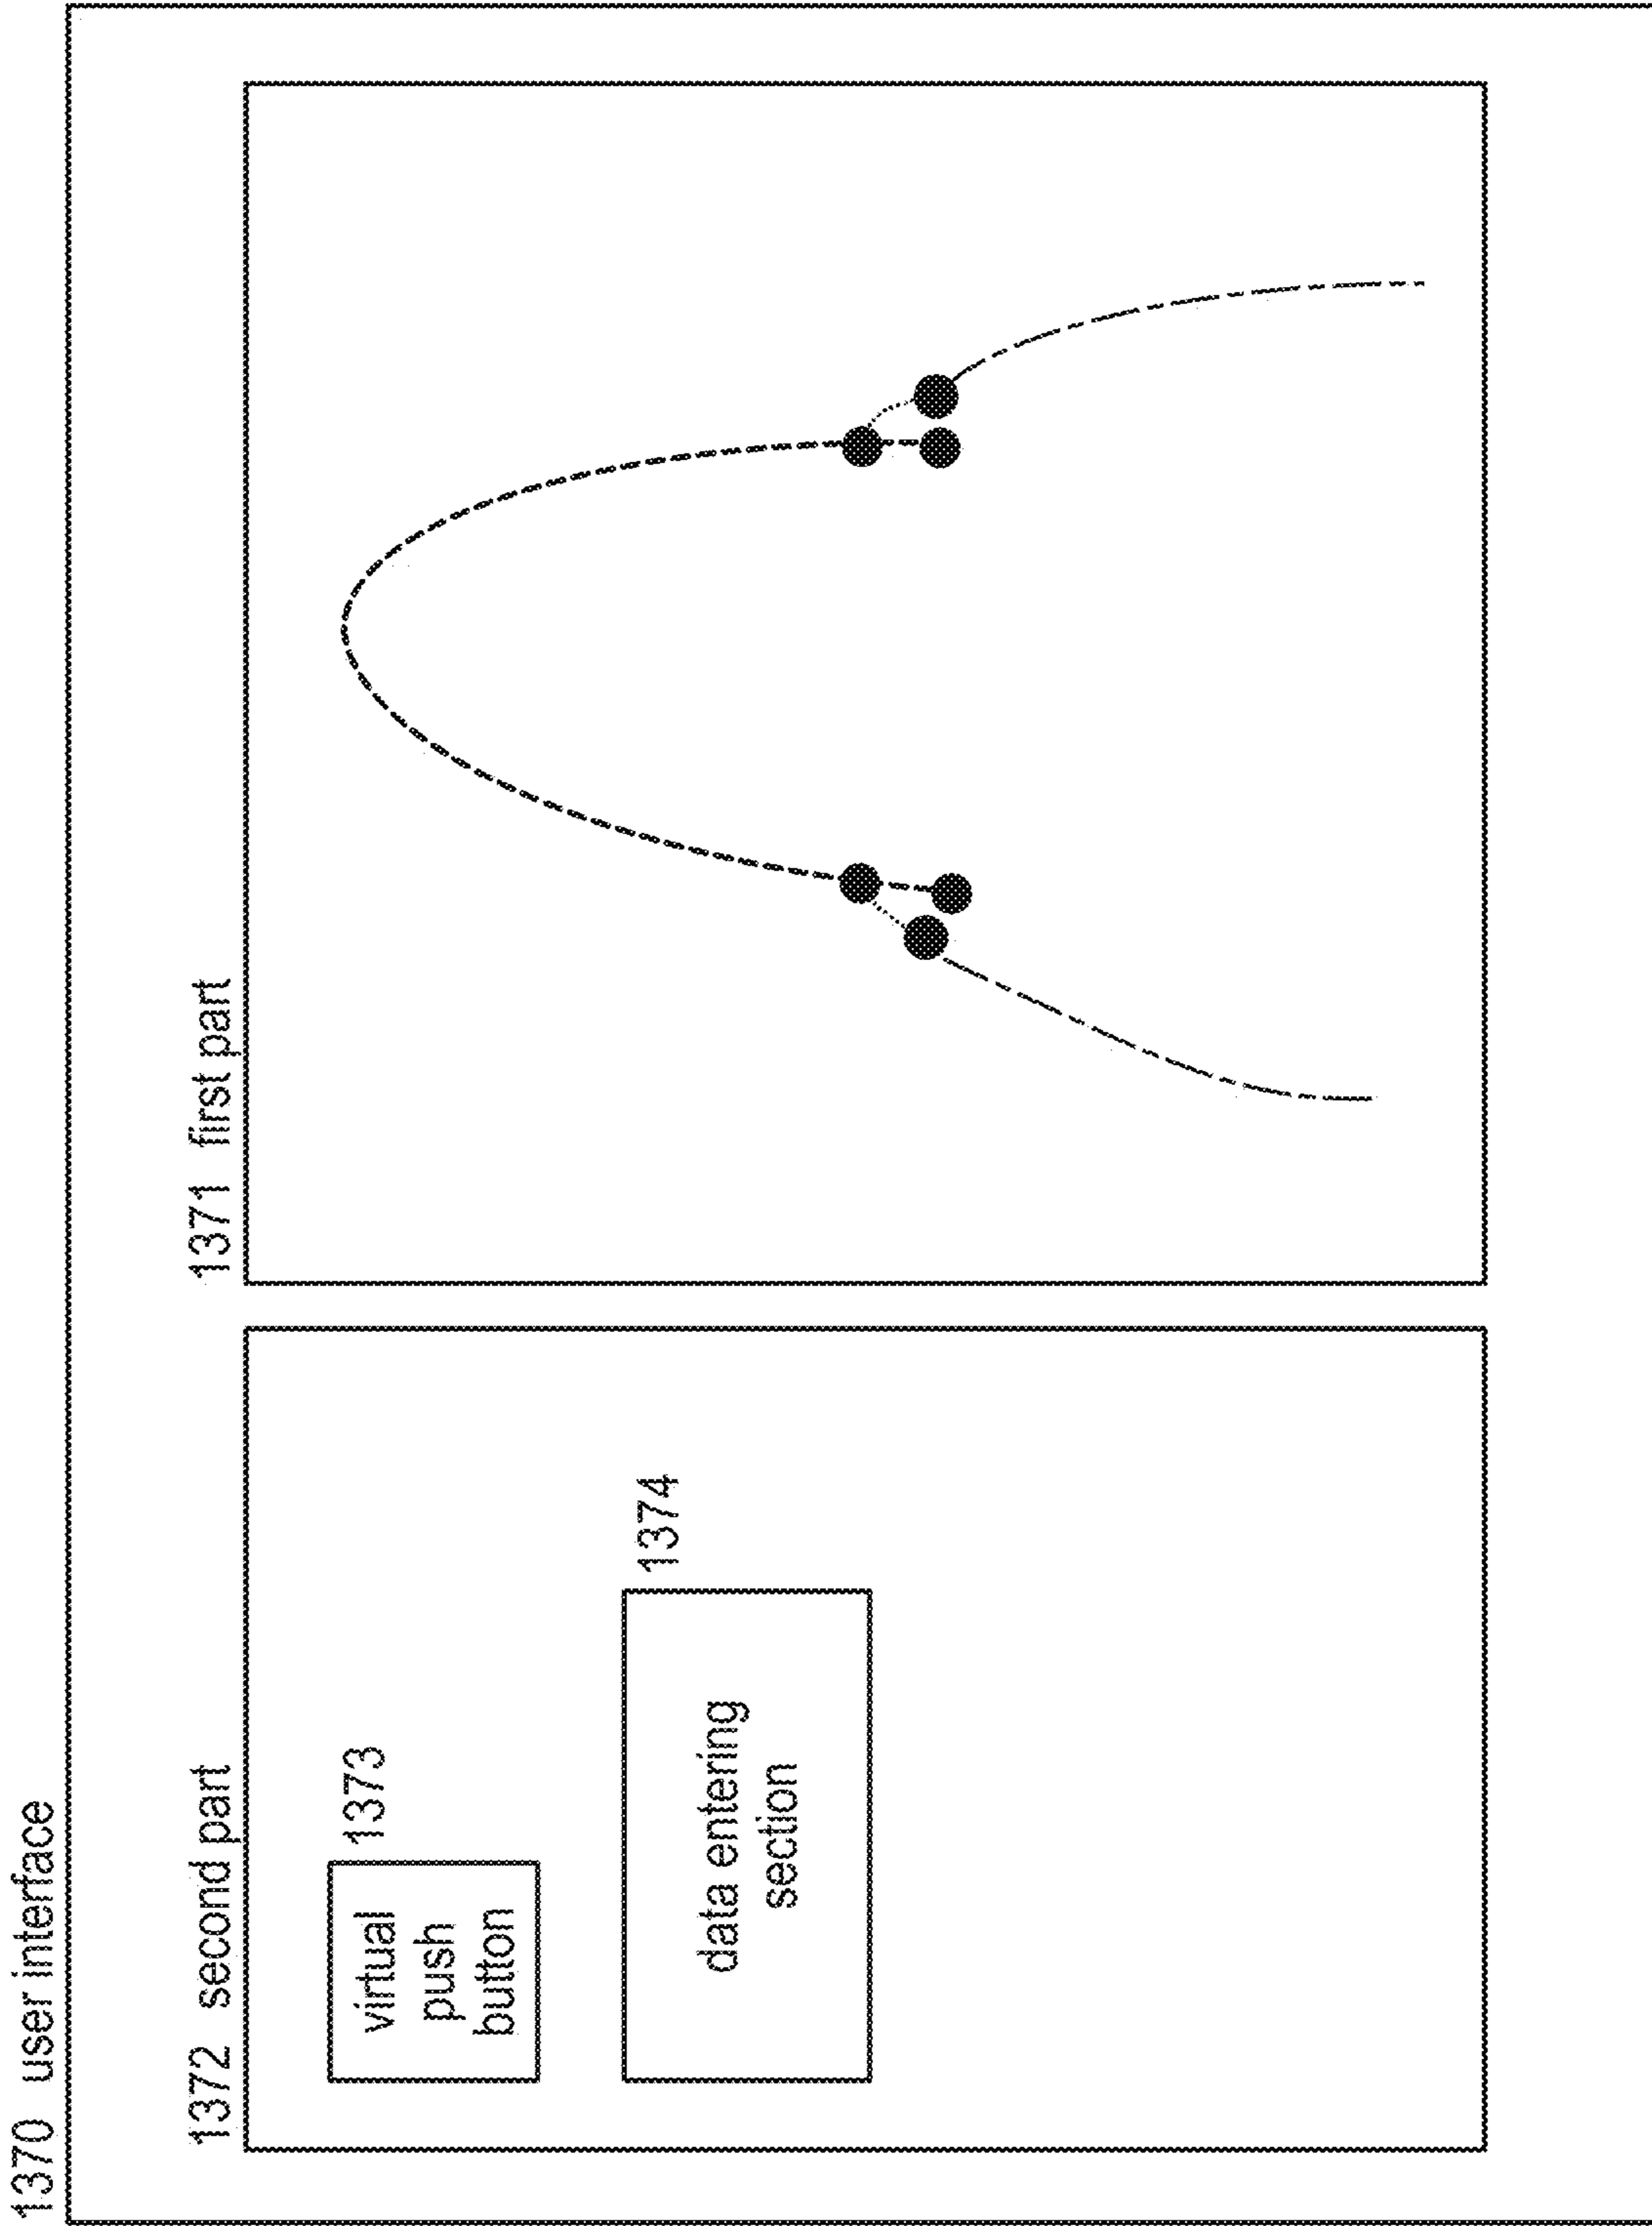 1370 user interface
1372 second part
1373
virtual
push
button
1374
data entering
section
1371 first part